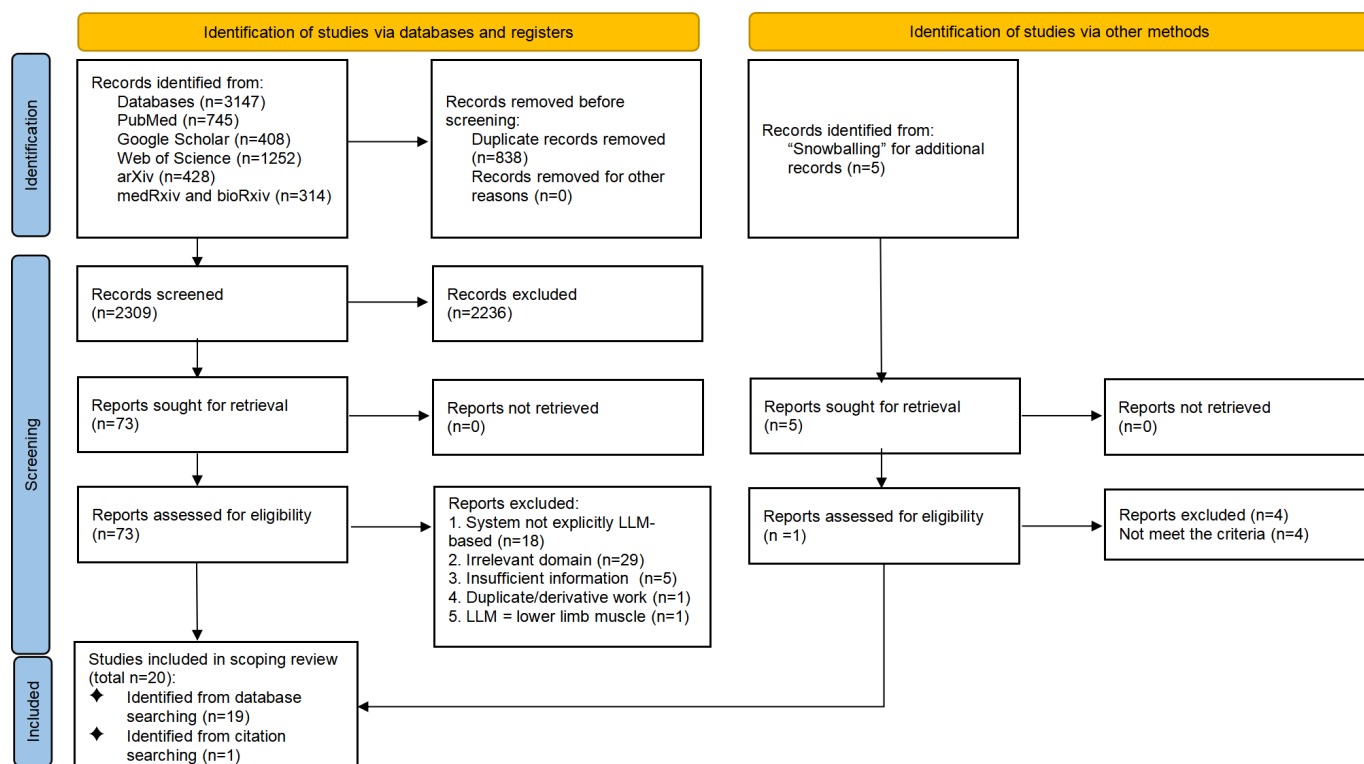 Identification of studies via databases and registers
Identification of studies via other methods
Identification
Records identified from:
Databases (n=3147)
PubMed (n=745)
Google Scholar (n=408)
Web of Science (n=1252)
arXiv (n=428)
medRxiv and bioRxiv (n=314)
Records removed before
screening:
Duplicate records removed
(n=838)
Records removed for other
reasons (n=0)
Records identified from:
“Snowballing” for additional
records (n=5)
Screening
Records screened
(n=2309)
Records excluded
(n=2236)
Reports sought for retrieval
(n=73)
Reports not retrieved
(n=0)
Reports sought for retrieval
(n=5)
Reports not retrieved
(n=0)
Reports assessed for eligibility
(n=73)
Reports excluded:
1. System not explicitly LLM-
based (n=18)
2. Irrelevant domain (n=29)
3. Insufficient information (n=5)
4. Duplicate/derivative work (n=1)
5. LLM = lower limb muscle (n=1)
Reports assessed for eligibility
(n =1)
Reports excluded (n=4)
Not meet the criteria (n=4)
Included
Studies included in scoping review
(total n=20):
Identified from database
searching (n=19)
Identified from citation
searching (n=1)